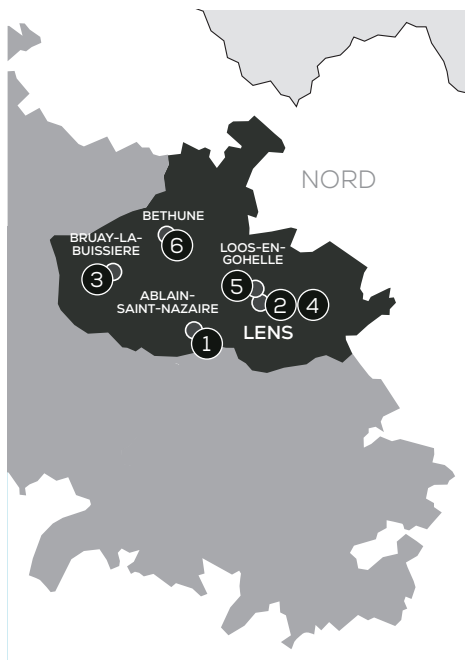 NORD
BETHUNE
6
BRUAY-LA-
BUISSIERE
3
LOOS-EN-
GOHELLE
5
2
4
LENS
ABLAIN-
SAINT-NAZAIRE
1